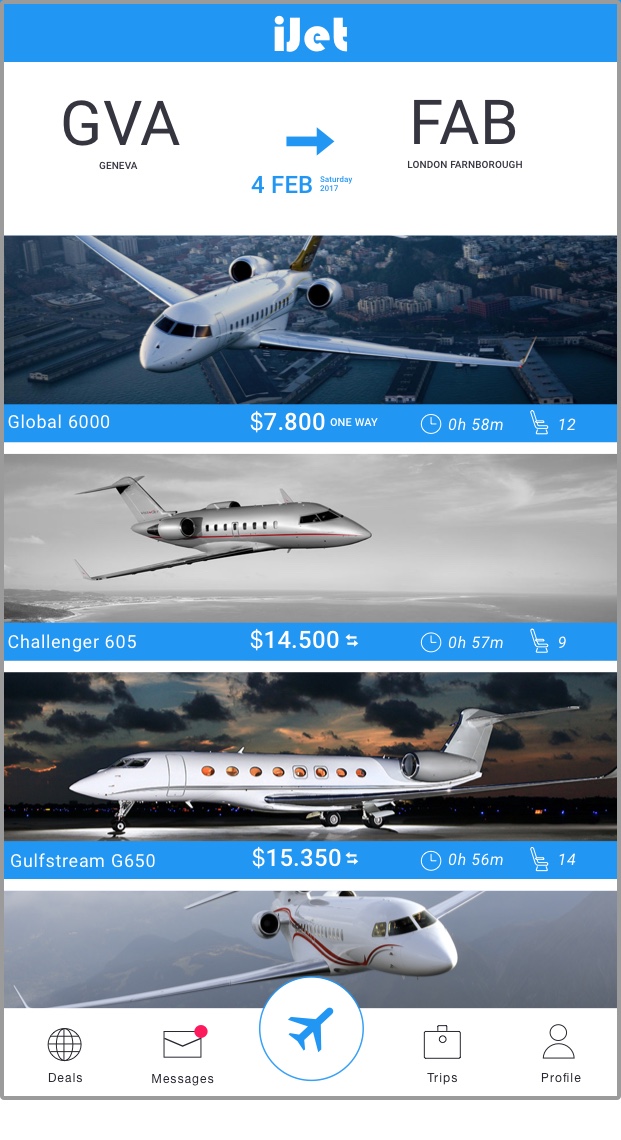 iJet
GVA
FAB
GENEVA
LONDON FARNBOROUGH
4 FEB
Saturday
2017
Global 6000
$7.800 ONE WAY
0h 58m
12
Challenger 605
$14.500
0h 57m
9
Gulfstream G650
$15.350
0h 56m
14
Deals
Messages
Trips
Profile